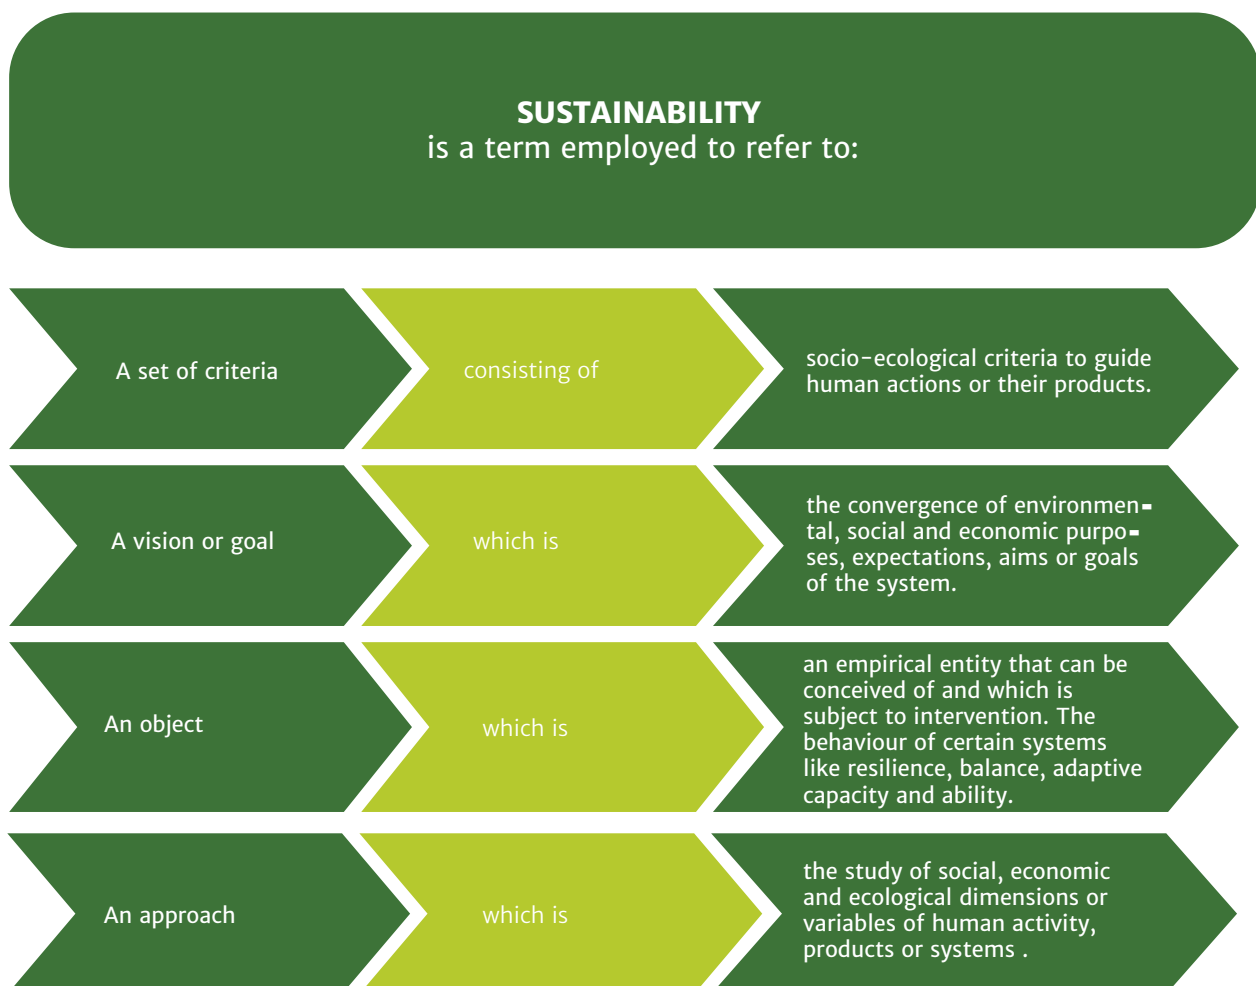 SUSTAINABILITY
is a term employed to refer to:
A set of criteria
consisting of
socio-ecological criteria to guide
human actions or their products.
A vision or goal
which is
the convergence of environmen-
tal, social and economic purpo-
ses, expectations, aims or goals
of the system.
An object
which is
an empirical entity that can be
conceived of and which is
subject to intervention. The
behaviour of certain systems
like resilience, balance, adaptive
capacity and ability.
An approach
which is
the study of social, economic
and ecological dimensions or
variables of human activity,
products or systems .